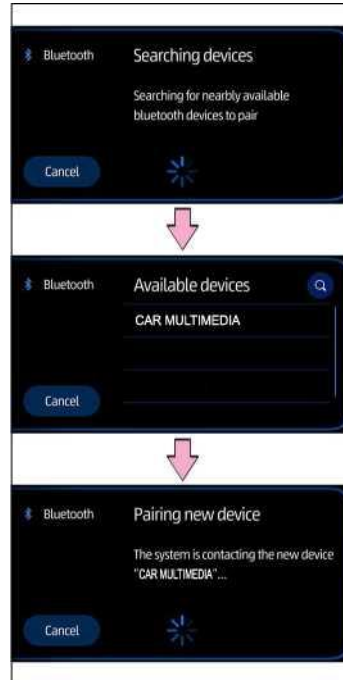 Bluetooth
Searching devices
Searching for nearbly available
bluetooth devices to pair
Cancel
Bluetooth
Available devices
CAR MULTIMEDIA
Cancel
Bluetooth
Pairing new device
The system is contacting the new device
"CAR MULTIMEDIA"...
Cancel